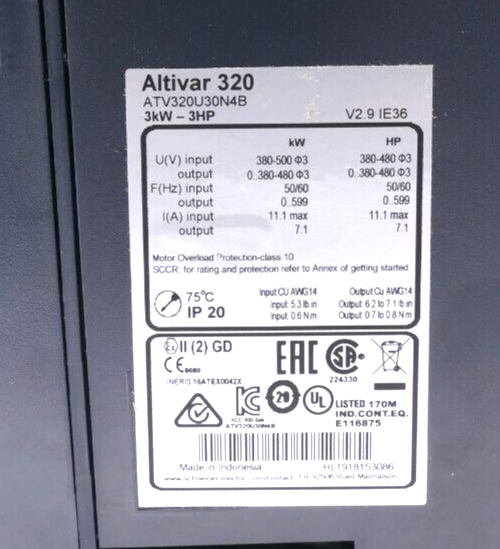 Altivar 320
ATV320U30N4B
3kW - 3HP V2.9 IE36
kW HP
U(V) input 380-500 Φ3 380-480 Φ3
output 0..380-480 Φ3 0..380-480 Φ3
F(Hz) input 50/60 50/60
output 0..599 0..599
I(A) input 11.1 max 11.1 max
output 7.1 7.1
Motor Overload Protection-class 10
SCCR: for rating and protection refer to Annex of getting started
75°C Input CU AWG14 Output Cu AWG14
IP 20 Input: 5.3 lb in Output: 6.2 to 7.1 lb in
Input: 0.6 N.m Output: 0.7 to 0.8 N.m
Ex II (2) GD EAC SA
CE 0080 224330
INERIS 16ATEX0042X
KC 20 UL LISTED 170M
IND.CONT.EQ.
ATV320U30N4B E116875
Made in Indonesia HL1918153086